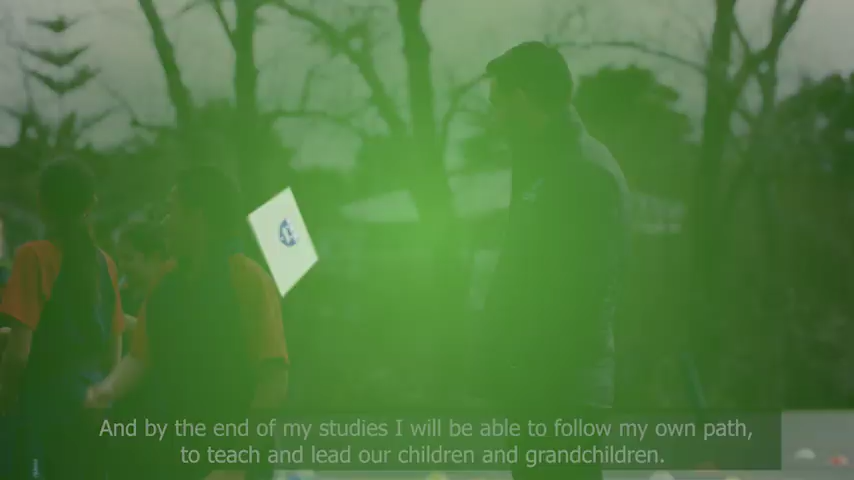 And by the end of my studies I will be able to follow my own path,
to teach and lead our children and grandchildren.